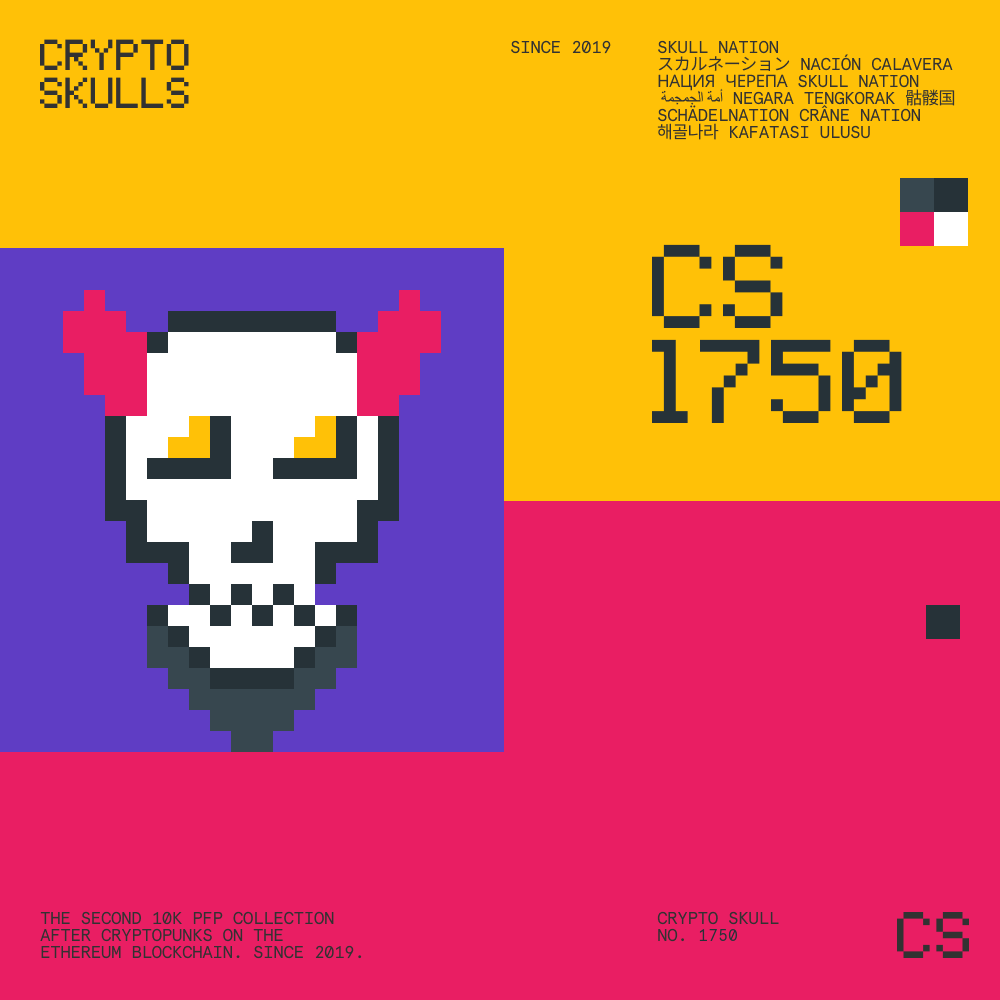 CRYPTO
SKULLS
SINCE 2019
SKULL NATION
スカルネーション NACIÓN CALAVERA
НАЦИЯ ЧЕРЕПА SKULL NATION
أمة الجمجمة NEGARA TENGKORAK 骷髅国
SCHÄDELNATION CRÂNE NATION
해골나라 KAFATASI ULUSU
CS
1750
THE SECOND 10K PFP COLLECTION
AFTER CRYPTOPUNKS ON THE
ETHEREUM BLOCKCHAIN. SINCE 2019.
CRYPTO SKULL
NO. 1750
CS